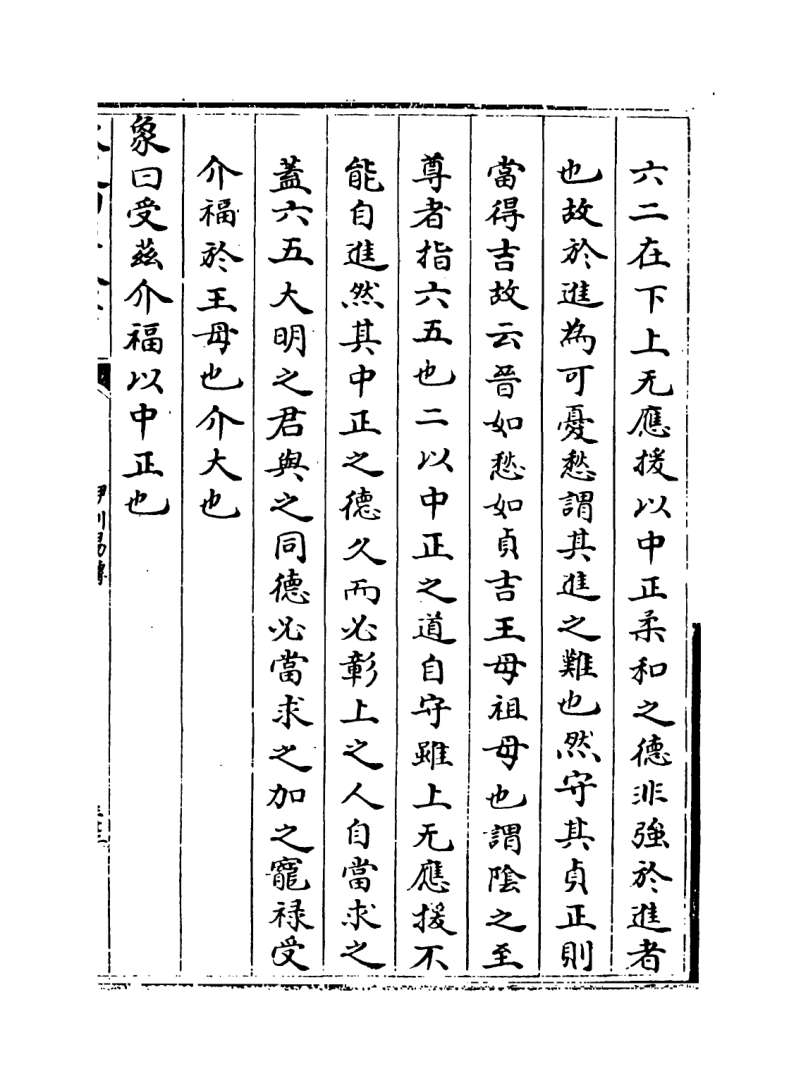 六二在下上无應援以中正柔和之德非強於進者
也故於進為可憂愁謂其進之難也然守其貞正則
當得吉故云晉如愁如貞吉王母祖母也謂陰之至
尊者指六五也二以中正之道自守雖上无應援不
能自進然其中正之德久而必彰上之人自當求之
蓋六五大明之君與之同德必當求之加之寵禄受
介福於王母也介大也
象曰受茲介福以中正也
伊川易傳